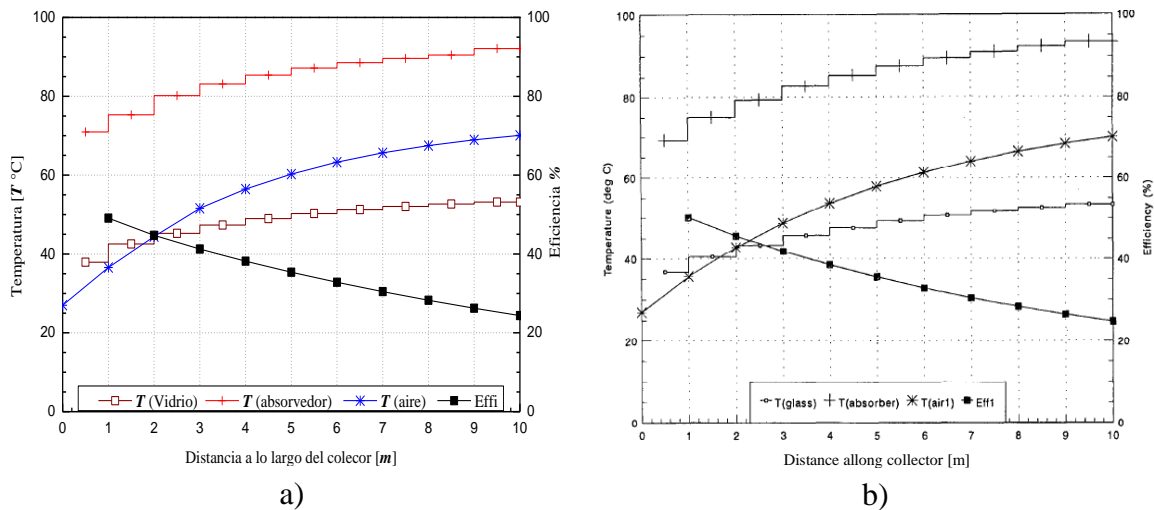 100
80
60
40
20
0
Temperatura [T °C]
100
80
60
40
20
0
Eficiencia %
T (Vidrio) T (absorvedor) T (aire) Effi
0 1 2 3 4 5 6 7 8 9 10
Distancia a lo largo del colecor [m]
a)
100
80
60
40
20
0
Temperature (deg C)
100
80
60
40
20
0
Efficiency (%)
T(glass) T(absorber) T(air1) Eff1
0 1 2 3 4 5 6 7 8 9 10
Distance allong collector [m]
b)